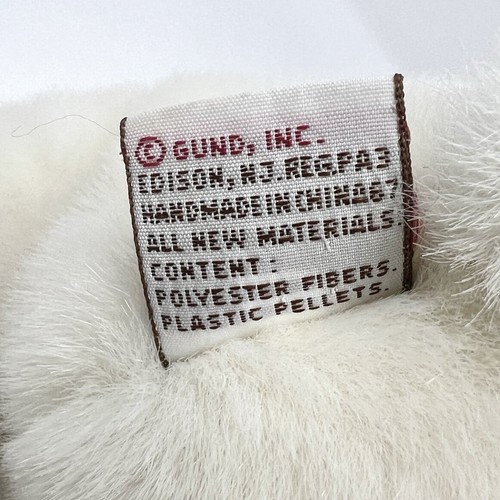 © GUND, INC.
EDISON, NJ. REG PA3
HANDMADE IN CHINA 67
ALL NEW MATERIALS.
CONTENT :
POLYESTER FIBERS.
PLASTIC PELLETS.